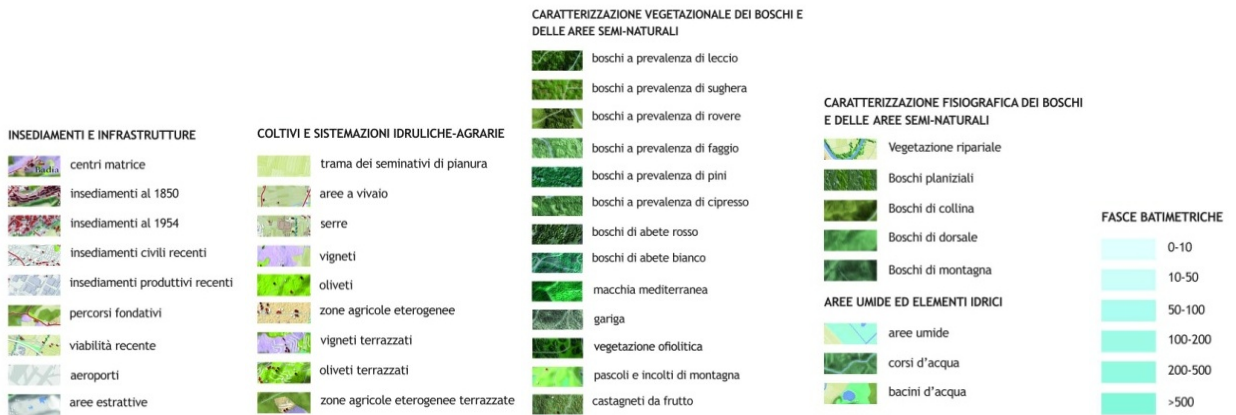 INSEDIAMENTI E INFRASTRUTTURE
Badia
centri matrice
insediamenti al 1850
insediamenti al 1954
insediamenti civili recenti
insediamenti produttivi recenti
percorsi fondativi
viabilità recente
aeroporti
aree estrattive
COLTIVI E SISTEMAZIONI IDRULICHE-AGRARIE
trama dei seminativi di pianura
aree a vivaio
serre
vigneti
oliveti
zone agricole eterogenee
vigneti terrazzati
oliveti terrazzati
zone agricole eterogenee terrazzate
CARATTERIZZAZIONE VEGETAZIONALE DEI BOSCHI E
DELLE AREE SEMI-NATURALI
boschi a prevalenza di leccio
boschi a prevalenza di sughera
boschi a prevalenza di rovere
boschi a prevalenza di faggio
boschi a prevalenza di pini
boschi a prevalenza di cipresso
boschi di abete rosso
boschi di abete bianco
macchia mediterranea
gariga
vegetazione ofiolitica
pascoli e incolti di montagna
castagneti da frutto
CARATTERIZZAZIONE FISIOGRAFICA DEI BOSCHI
E DELLE AREE SEMI-NATURALI
Vegetazione ripariale
Boschi planiziali
Boschi di collina
Boschi di dorsale
Boschi di montagna
AREE UMIDE ED ELEMENTI IDRICI
aree umide
corsi d'acqua
bacini d'acqua
FASCE BATIMETRICHE
0-10
10-50
50-100
100-200
200-500
>500